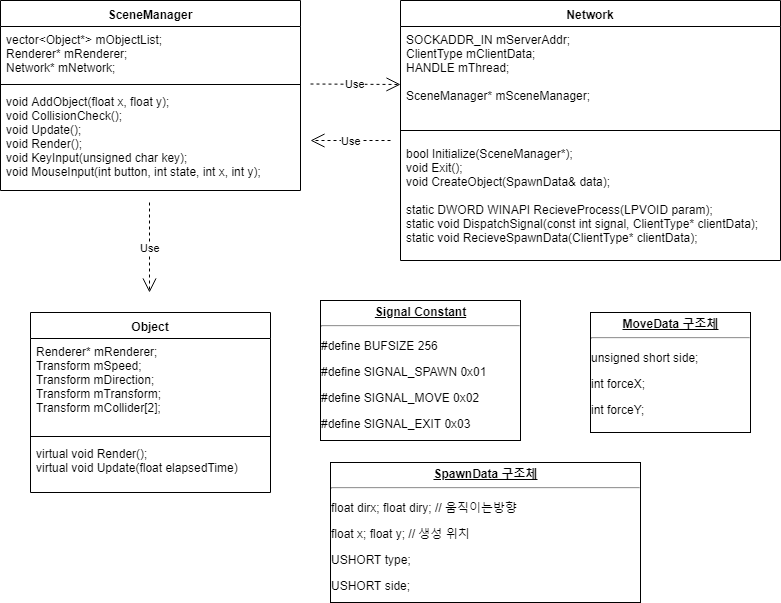 SceneManager
vector<Object*> mObjectList;
Renderer* mRenderer;
Network* mNetwork;
void AddObject(float x, float y);
void CollisionCheck();
void Update();
void Render();
void KeyInput(unsigned char key);
void MouseInput(int button, int state, int x, int y);
Use
Use
Network
SOCKADDR_IN mServerAddr;
ClientType mClientData;
HANDLE mThread;
SceneManager* mSceneManager;
bool Initialize(SceneManager*);
void Exit();
void CreateObject(SpawnData& data);
static DWORD WINAPI RecieveProcess(LPVOID param);
static void DispatchSignal(const int signal, ClientType* clientData);
static void RecieveSpawnData(ClientType* clientData);
Use
Object
Renderer* mRenderer;
Transform mSpeed;
Transform mDirection;
Transform mTransform;
Transform mCollider[2];
virtual void Render();
virtual void Update(float elapsedTime)
Signal Constant
#define BUFSIZE 256
#define SIGNAL_SPAWN 0x01
#define SIGNAL_MOVE 0x02
#define SIGNAL_EXIT 0x03
MoveData 구조체
unsigned short side;
int forceX;
int forceY;
SpawnData 구조체
float dirx; float diry; // 움직이는방향
float x; float y; // 생성 위치
USHORT type;
USHORT side;